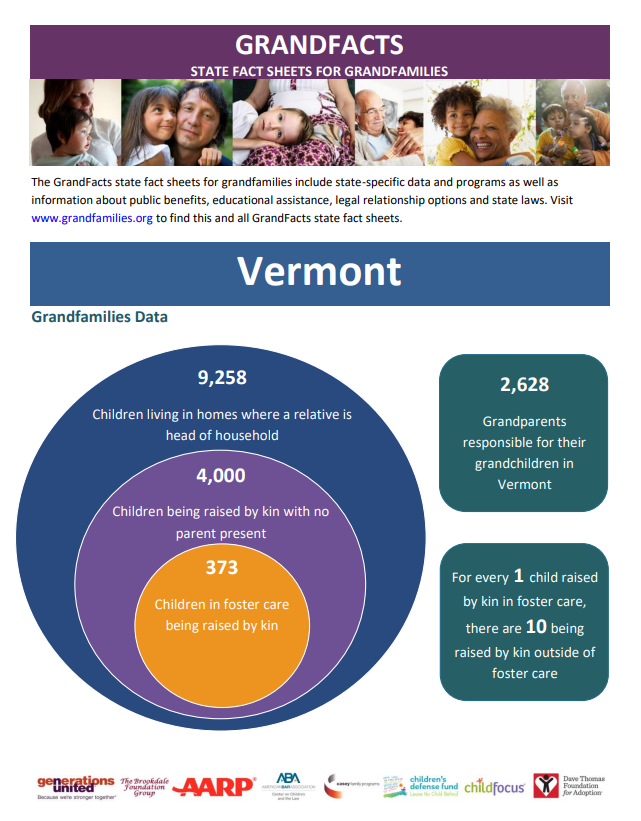 GRANDFACTS
STATE FACT SHEETS FOR GRANDFAMILIES
The GrandFacts state fact sheets for grandfamilies include state-specific data and programs as well as
information about public benefits, educational assistance, legal relationship options and state laws. Visit
www.grandfamilies.org to find this and all GrandFacts state fact sheets.
Vermont
Grandfamilies Data
9,258
Children living in homes where a relative is
head of household
4,000
Children being raised by kin with no
parent present
373
Children in foster care
being raised by kin
2,628
Grandparents
responsible for their
grandchildren in
Vermont
For every 1 child raised
by kin in foster care,
there are 10 being
raised by kin outside of
foster care
generations
united
Because we're stronger together
The Brookdale
Foundation
Group
AARP
ABA
AMERICAN BAR ASSOCIATION
Center on Children
and the Law
casey family programs
children's
defense fund
Leave No Child Behind
childfocus
Dave Thomas
Foundation
for Adoption